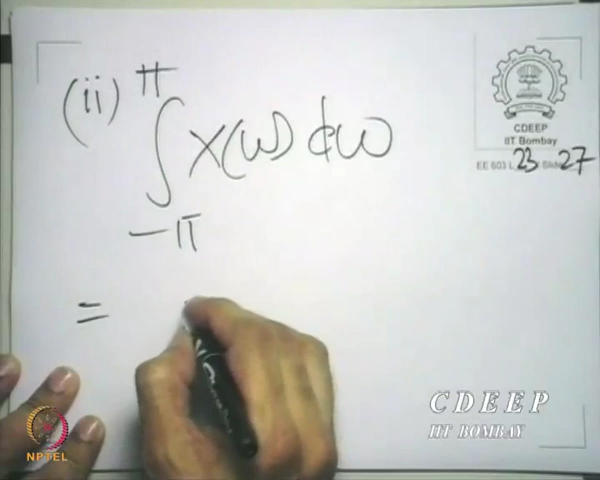 (ii) ∫_{-π}^{π} X(ω) dω
=
CDEEP
IIT Bombay
EE 603 L 23 / Slide 27
CDEEP
IIT BOMBAY
NPTEL